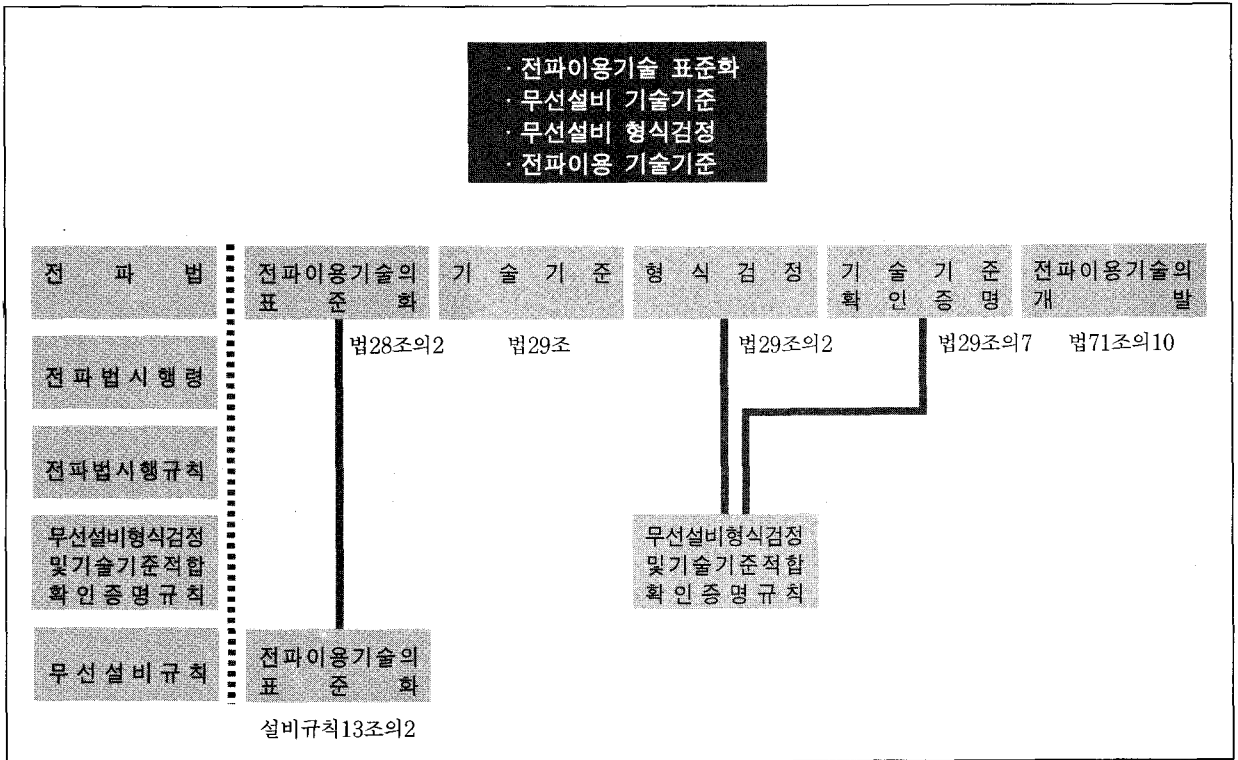 · 전파이용기술 표준화
· 무선설비 기술기준
· 무선설비 형식검정
· 전파이용 기술기준
전 파 법
전파이용기술의
표 준 화
기 술 기 준
형 식 검 정
기 술 기 준
확 인 증 명
전파이용기술의
개 발
법28조의2
법29조
법29조의2
법29조의7
법71조의10
전파법시행령
전파법시행규칙
무선설비형식검정
및기술기준적합
확인증명규칙
무선설비형식검정
및기술기준적합
확인증명규칙
무선설비규칙
전파이용기술의
표 준 화
설비규칙13조의2